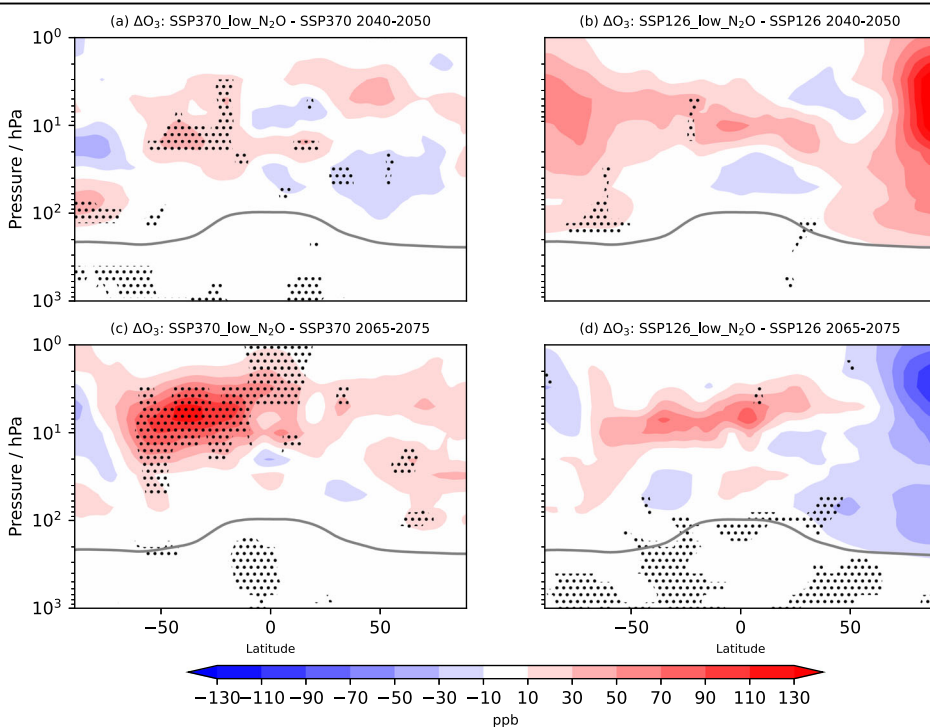 (a) ΔO₃: SSP370_low_N₂O - SSP370 2040-2050
(b) ΔO₃: SSP126_low_N₂O - SSP126 2040-2050
10⁰
10¹
10²
10³
Pressure / hPa
(c) ΔO₃: SSP370_low_N₂O - SSP370 2065-2075
(d) ΔO₃: SSP126_low_N₂O - SSP126 2065-2075
10⁰
10¹
10²
10³
Pressure / hPa
−50 0 50
Latitude
−50 0 50
Latitude
−130 −110 −90 −70 −50 −30 −10 10 30 50 70 90 110 130
ppb